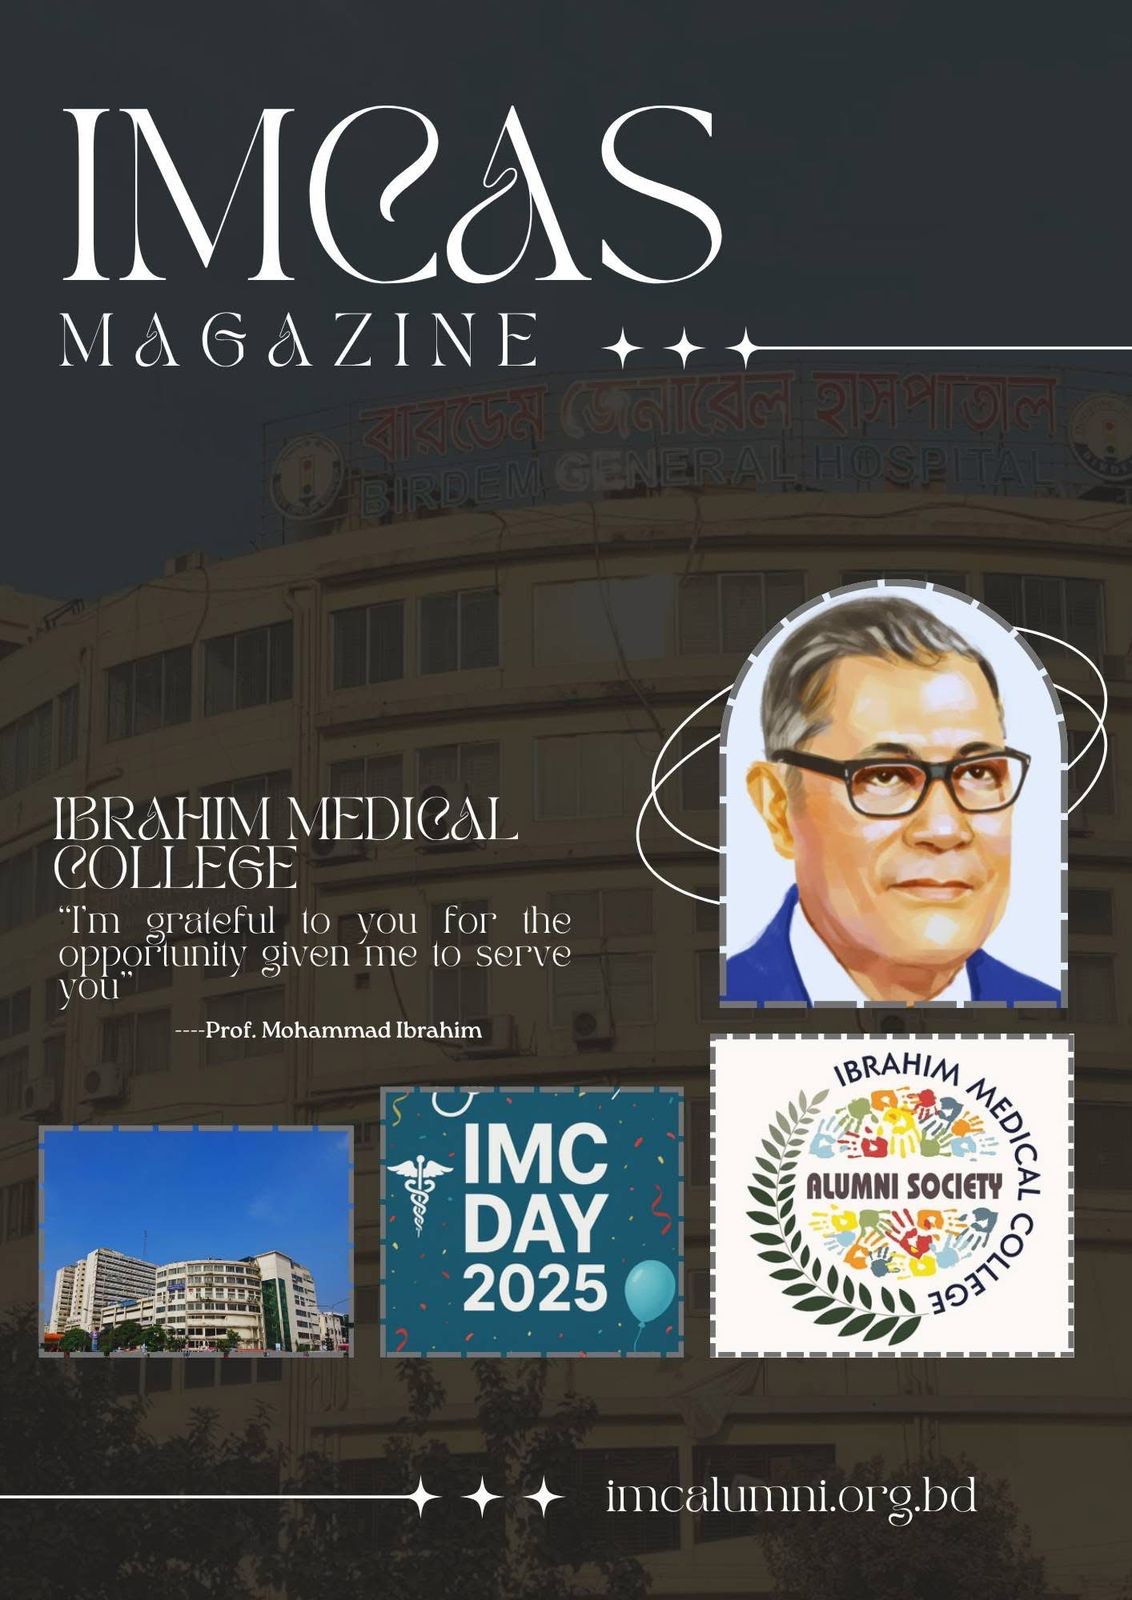 IMCAS
MAGAZINE
বারডেম জেনারেল হাসপাতাল
BIRDEM GENERAL HOSPITAL
IBRAHIM MEDICAL
COLLEGE
“I'm grateful to you for the
opportunity given me to serve
you”
----Prof. Mohammad Ibrahim
IMC
DAY
2025
IBRAHIM MEDICAL COLLEGE
ALUMNI SOCIETY
imcalumni.org.bd